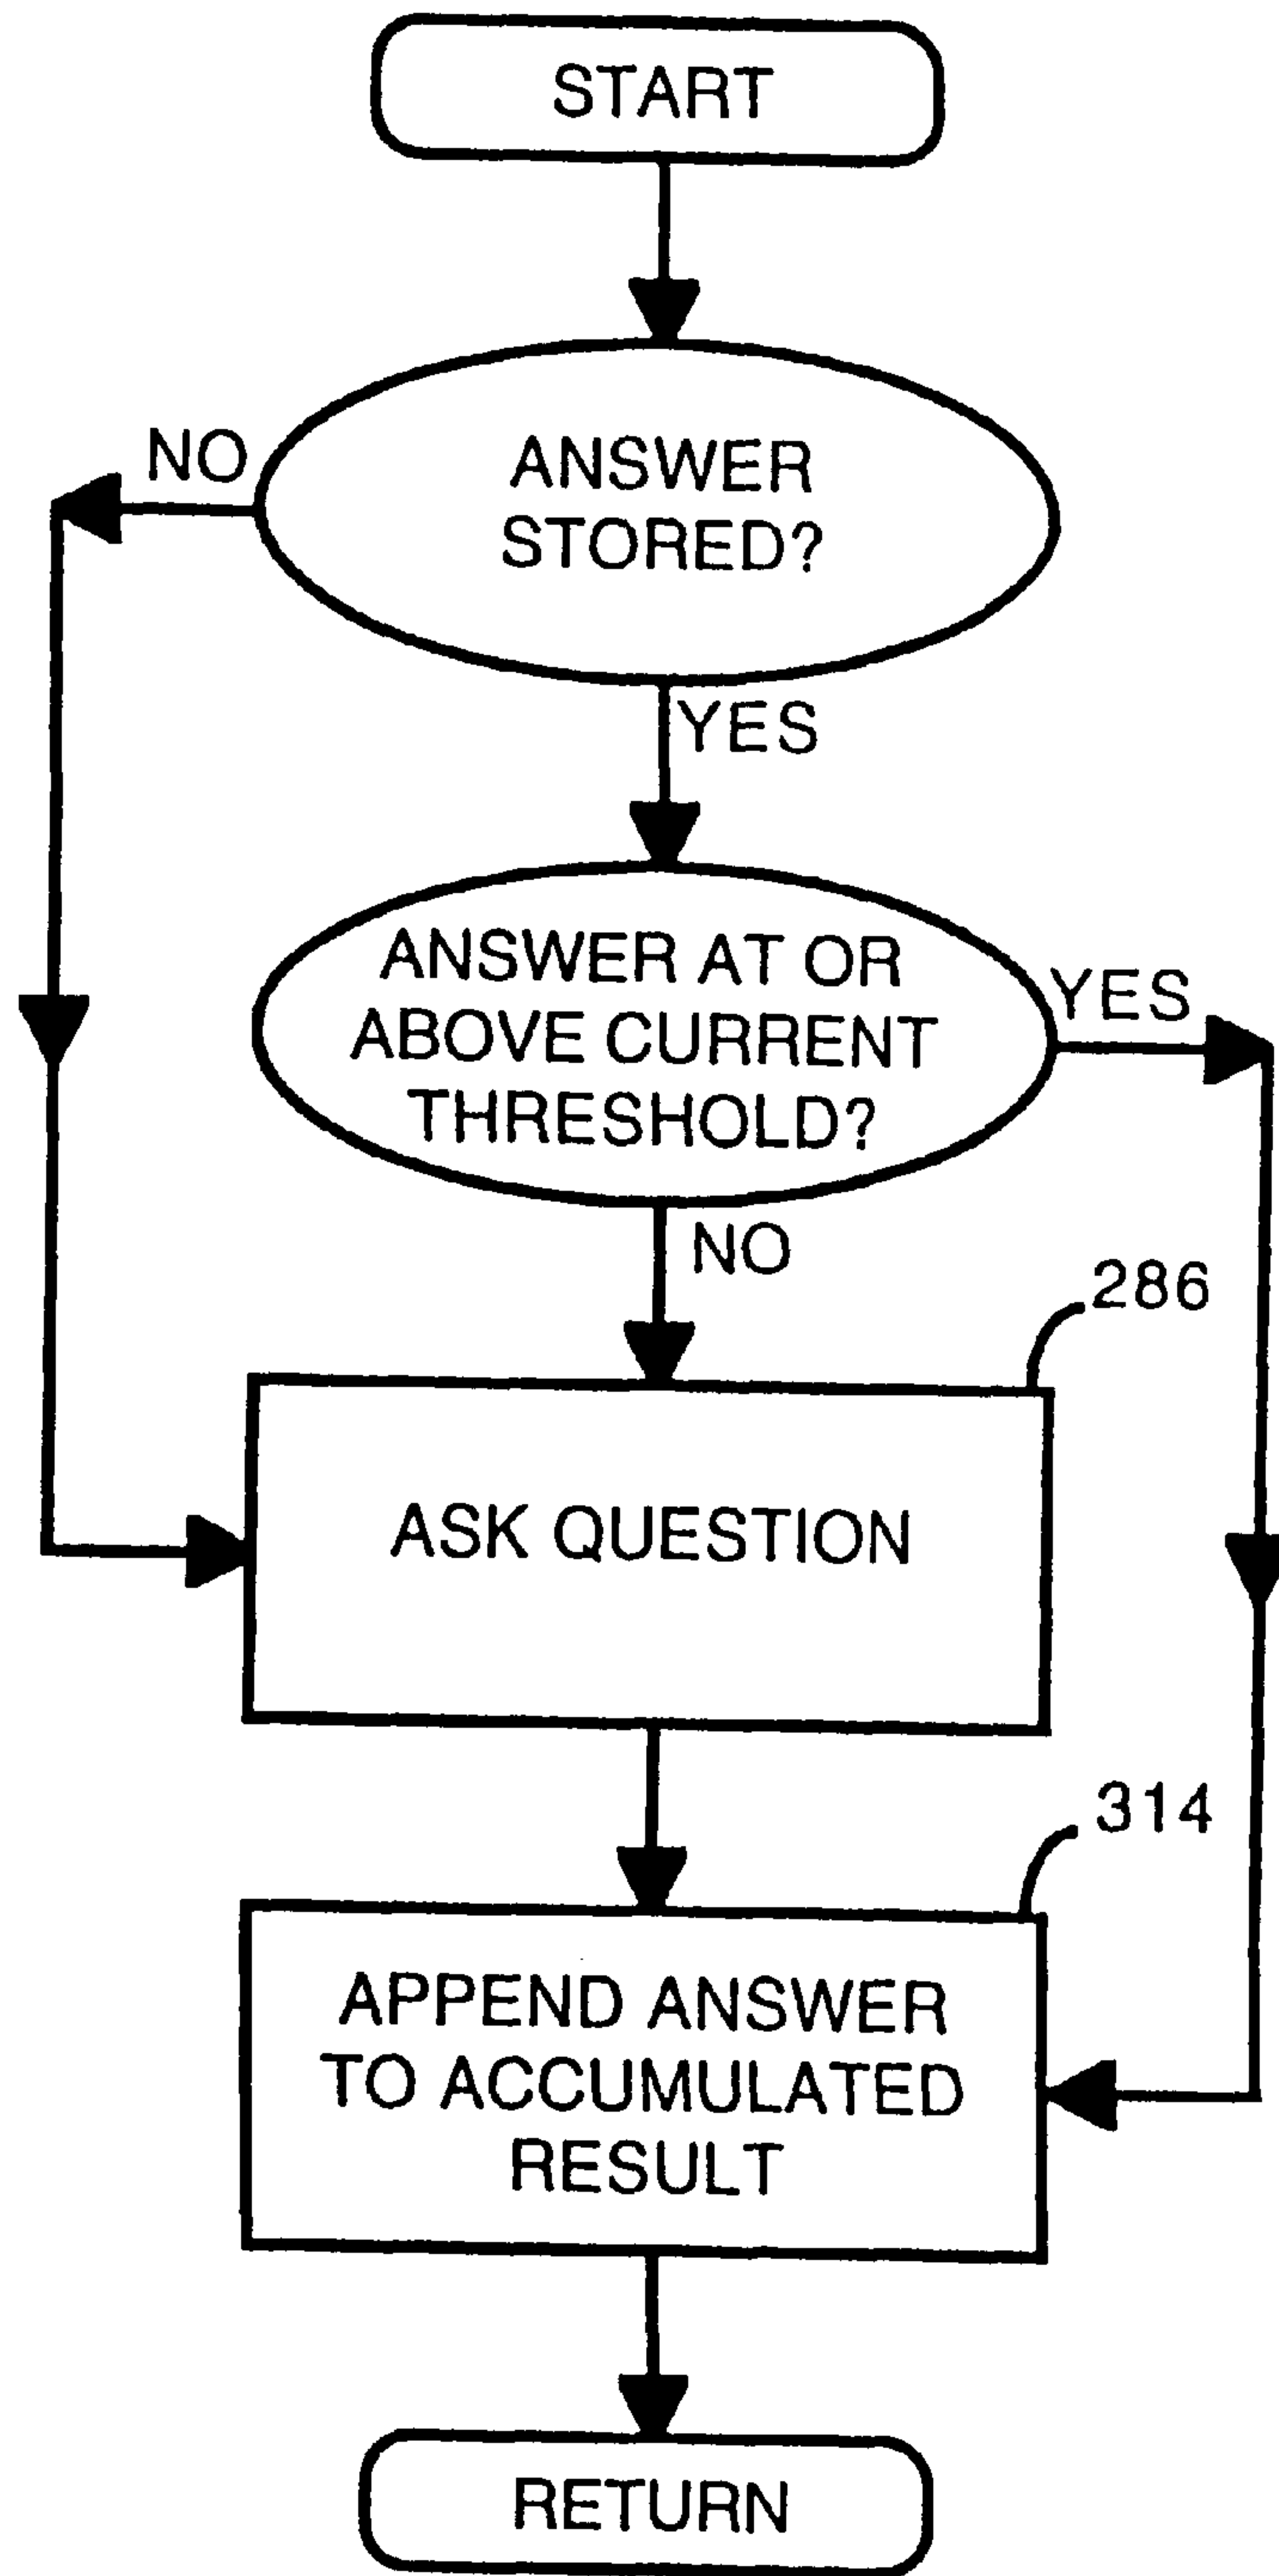 START
ANSWER
STORED?
NO
YES
ANSWER AT OR
ABOVE CURRENT
THRESHOLD?
YES
NO
286
ASK QUESTION
314
APPEND ANSWER
TO ACCUMULATED
RESULT
RETURN